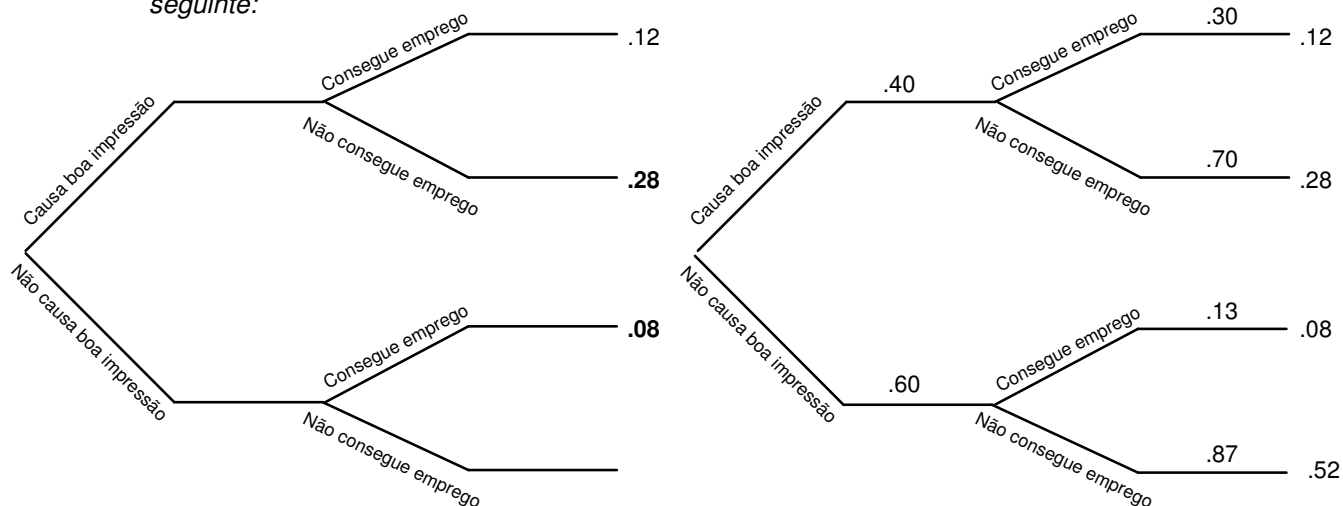 seguinte:
Causa boa impressão
Consegue emprego
.12
Não consegue emprego
.28
Não causa boa impressão
Consegue emprego
.08
Não consegue emprego
Causa boa impressão
.40
Consegue emprego
.30
.12
Não consegue emprego
.70
.28
Não causa boa impressão
.60
Consegue emprego
.13
.08
Não consegue emprego
.87
.52